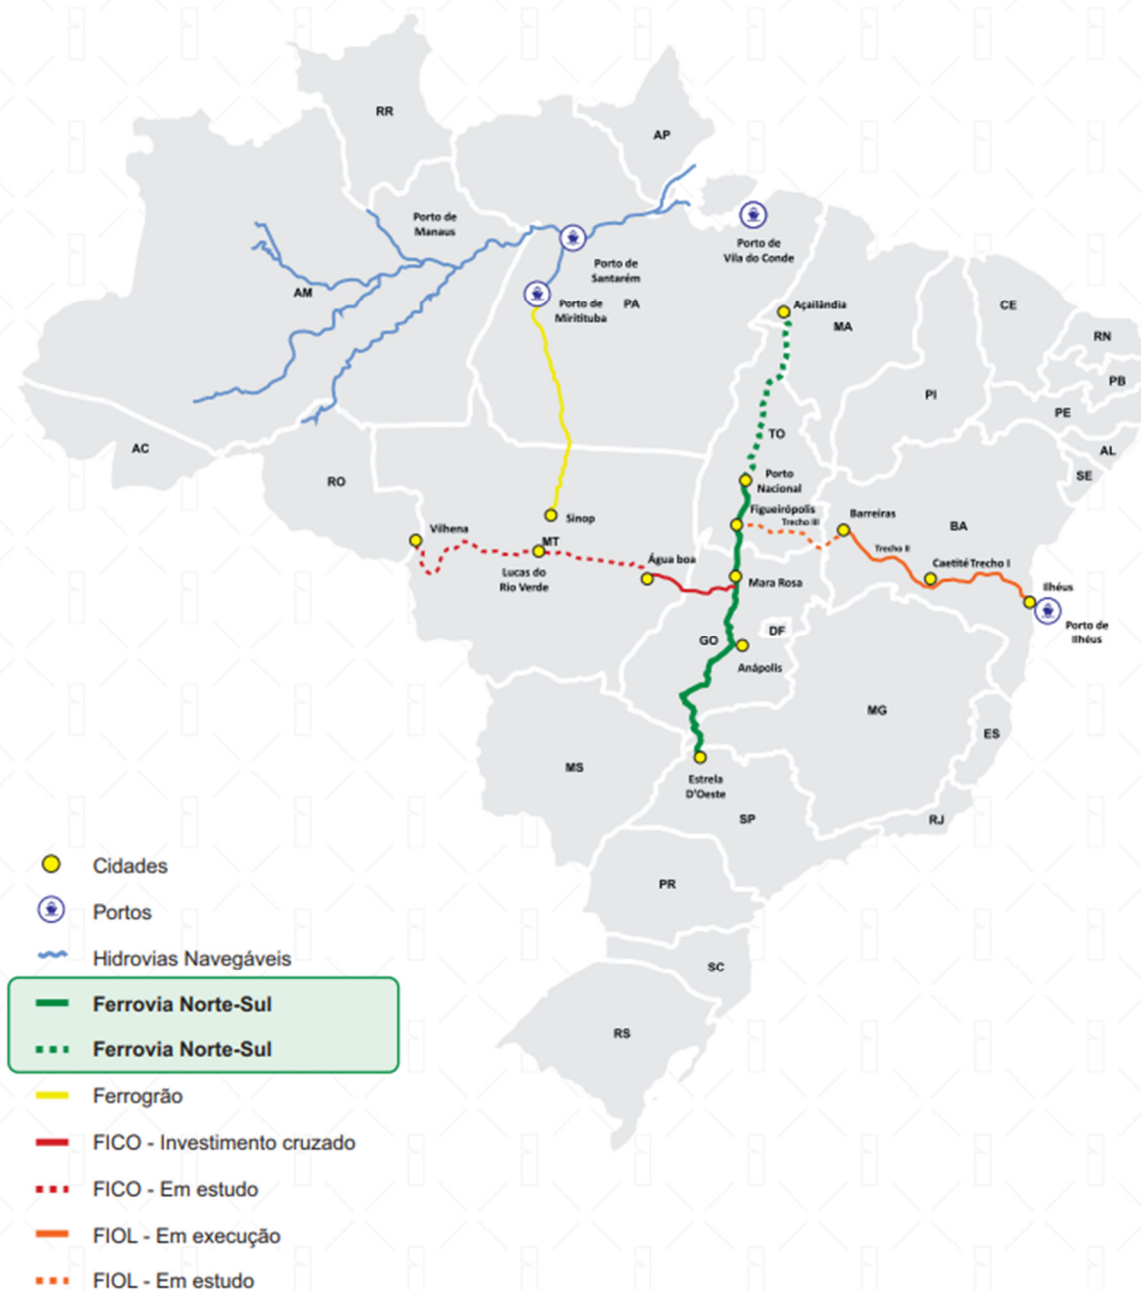 RR
AP
Porto de
Manaus
Porto de
Vila do Conde
Porto de
Santarém
AM
Porto de
Miritituba
PA
Açailândia
MA
CE
RN
PB
PI
PE
AL
SE
TO
AC
RO
Porto
Nacional
Figueirópolis
Trecho III
Barreiras
BA
Sinop
Vilhena
MT
Lucas do
Rio Verde
Água boa
Trecho II
Caetité
Trecho I
Ilhéus
Porto de
Ilhéus
Mara Rosa
GO
DF
Anápolis
MG
ES
MS
Estrela
D'Oeste
SP
RJ
PR
SC
RS
Cidades
Portos
Hidrovias Navegáveis
Ferrovia Norte-Sul
Ferrovia Norte-Sul
Ferrogrão
FICO - Investimento cruzado
FICO - Em estudo
FIOL - Em execução
FIOL - Em estudo